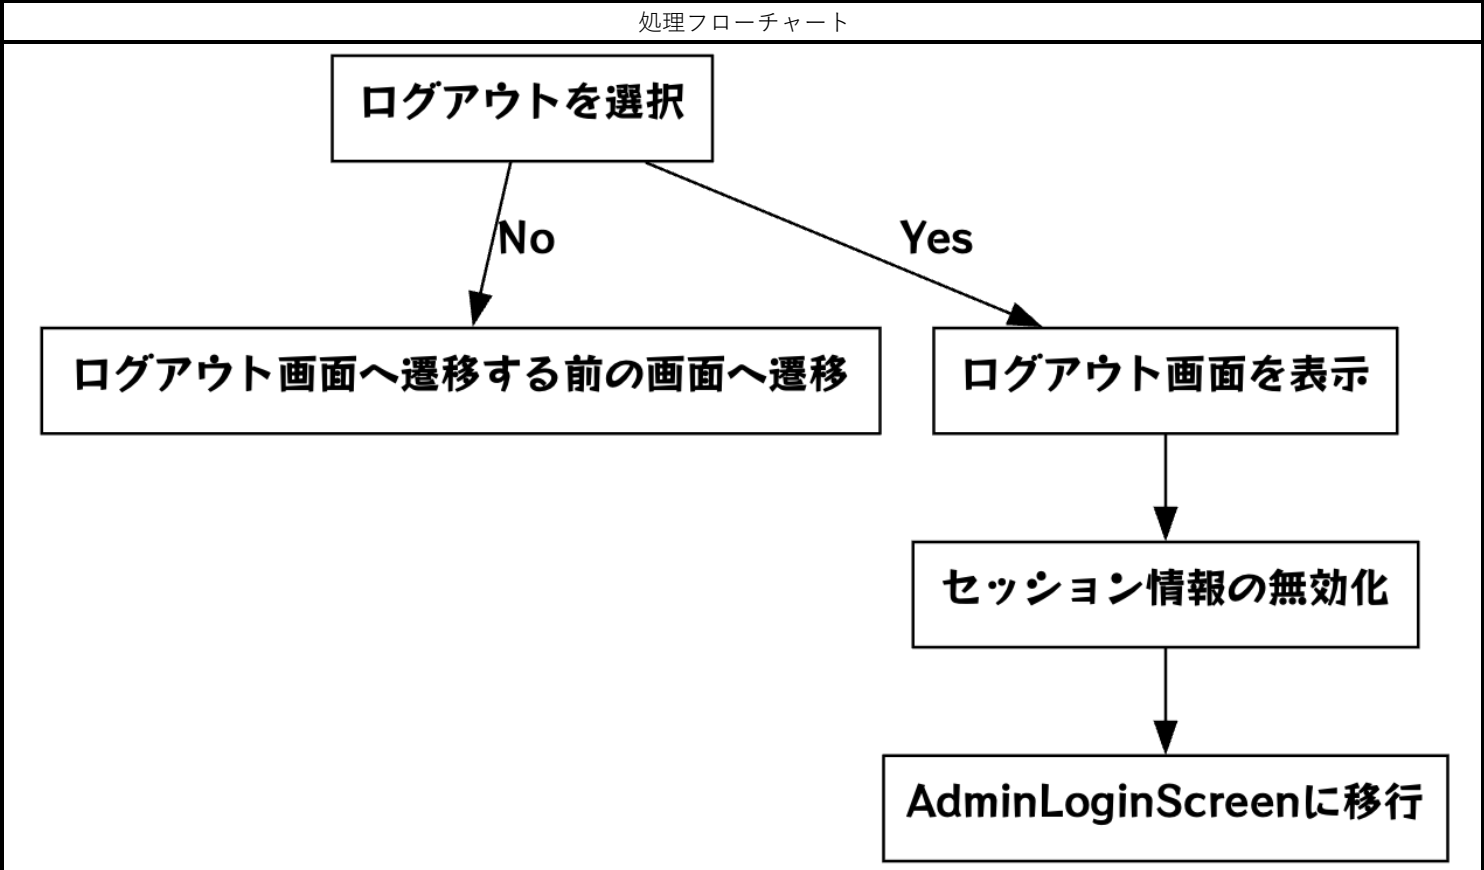 処理フローチャート
ログアウトを選択
No
Yes
ログアウト画面へ遷移する前の画面へ遷移
ログアウト画面を表示
セッション情報の無効化
AdminLoginScreenに移行